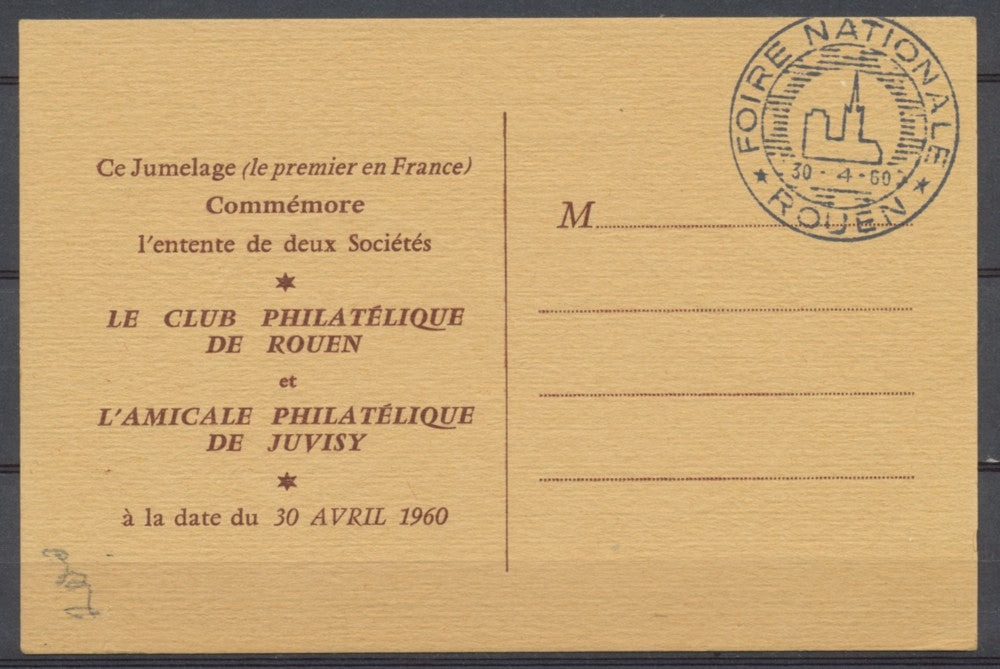 Ce Jumelage (le premier en France)
Commémore
l'entente de deux Sociétés
LE CLUB PHILATÉLIQUE
DE ROUEN
et
L'AMICALE PHILATÉLIQUE
DE JUVISY
à la date du 30 AVRIL 1960
M
FOIRE NATIONALE
30-4-60
★ ROUEN ★